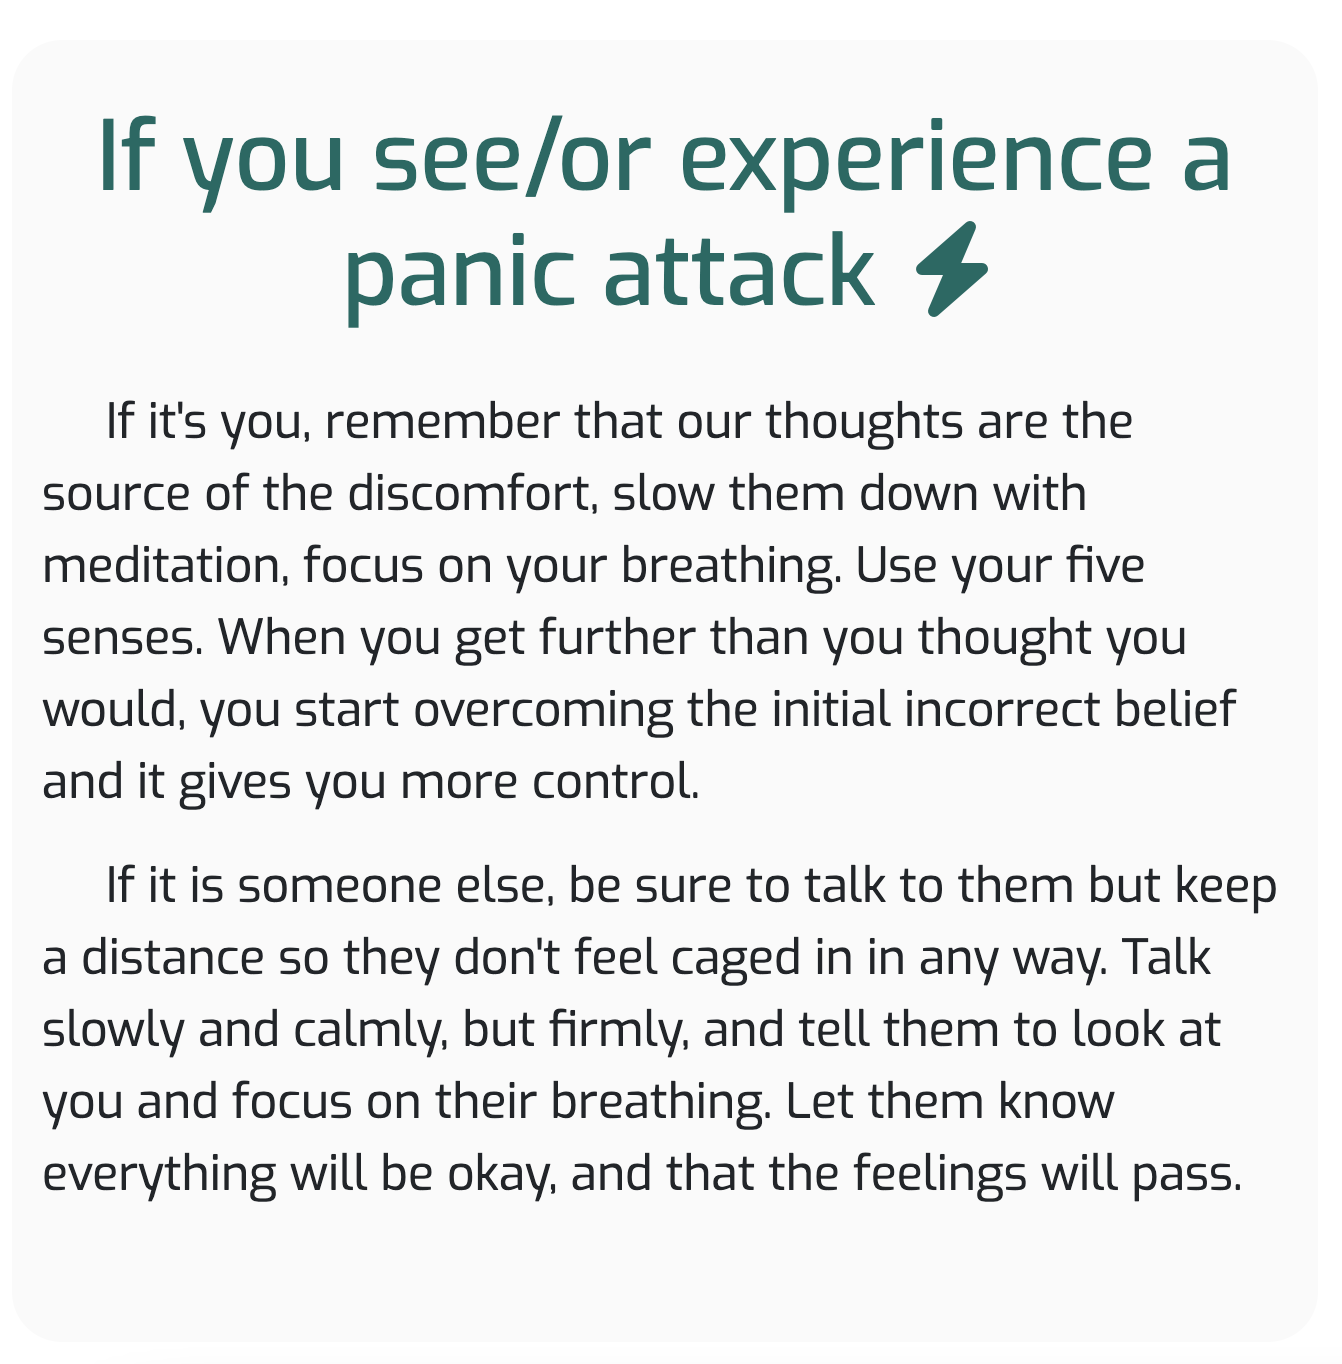 If you see/or experience a
panic attack
If it's you, remember that our thoughts are the
source of the discomfort, slow them down with
meditation, focus on your breathing. Use your five
senses. When you get further than you thought you
would, you start overcoming the initial incorrect belief
and it gives you more control.
If it is someone else, be sure to talk to them but keep
a distance so they don't feel caged in in any way. Talk
slowly and calmly, but firmly, and tell them to look at
you and focus on their breathing. Let them know
everything will be okay, and that the feelings will pass.